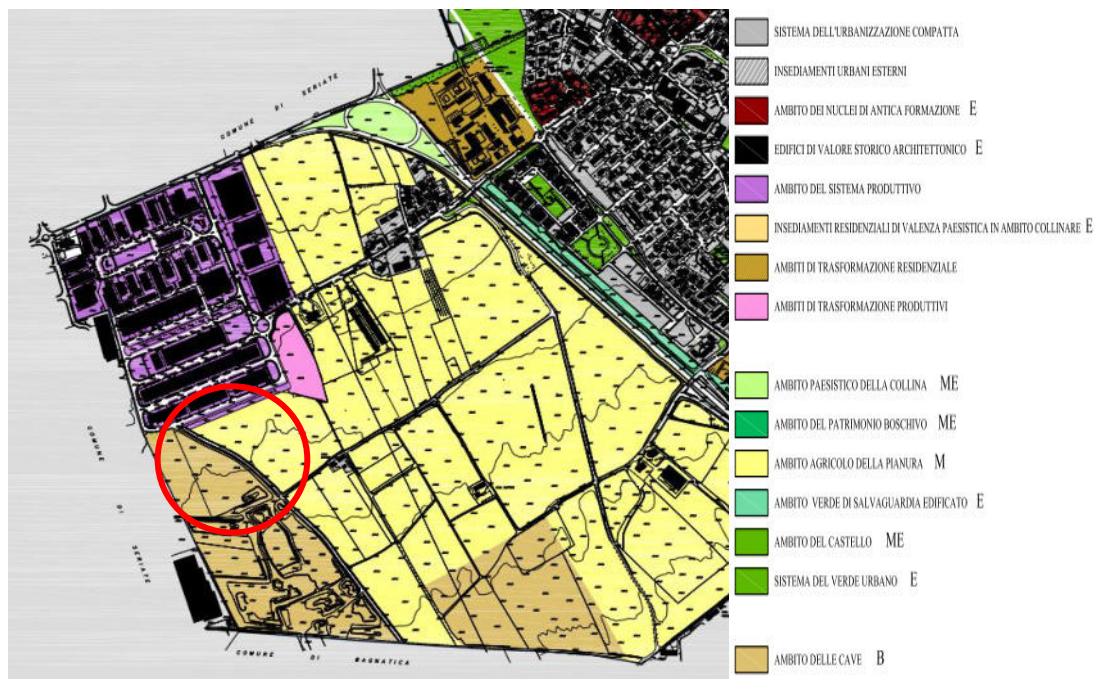 COMUNE DI SERIATE
COMUNE DI SERIATE
COMUNE DI BAGNATICA
SISTEMA DELL'URBANIZZAZIONE COMPATTA
INSEDIAMENTI URBANI ESTERNI
AMBITO DEI NUCLEI DI ANTICA FORMAZIONE E
EDIFICI DI VALORE STORICO ARCHITETTONICO E
AMBITO DEL SISTEMA PRODUTTIVO
INSEDIAMENTI RESIDENZIALI DI VALENZA PAESISTICA IN AMBITO COLLINARE E
AMBITI DI TRASFORMAZIONE RESIDENZIALE
AMBITI DI TRASFORMAZIONE PRODUTTIVI
AMBITO PAESISTICO DELLA COLLINA ME
AMBITO DEL PATRIMONIO BOSCHIVO ME
AMBITO AGRICOLO DELLA PIANURA M
AMBITO VERDE DI SALVAGUARDIA EDIFICATO E
AMBITO DEL CASTELLO ME
SISTEMA DEL VERDE URBANO E
AMBITO DELLE CAVE B